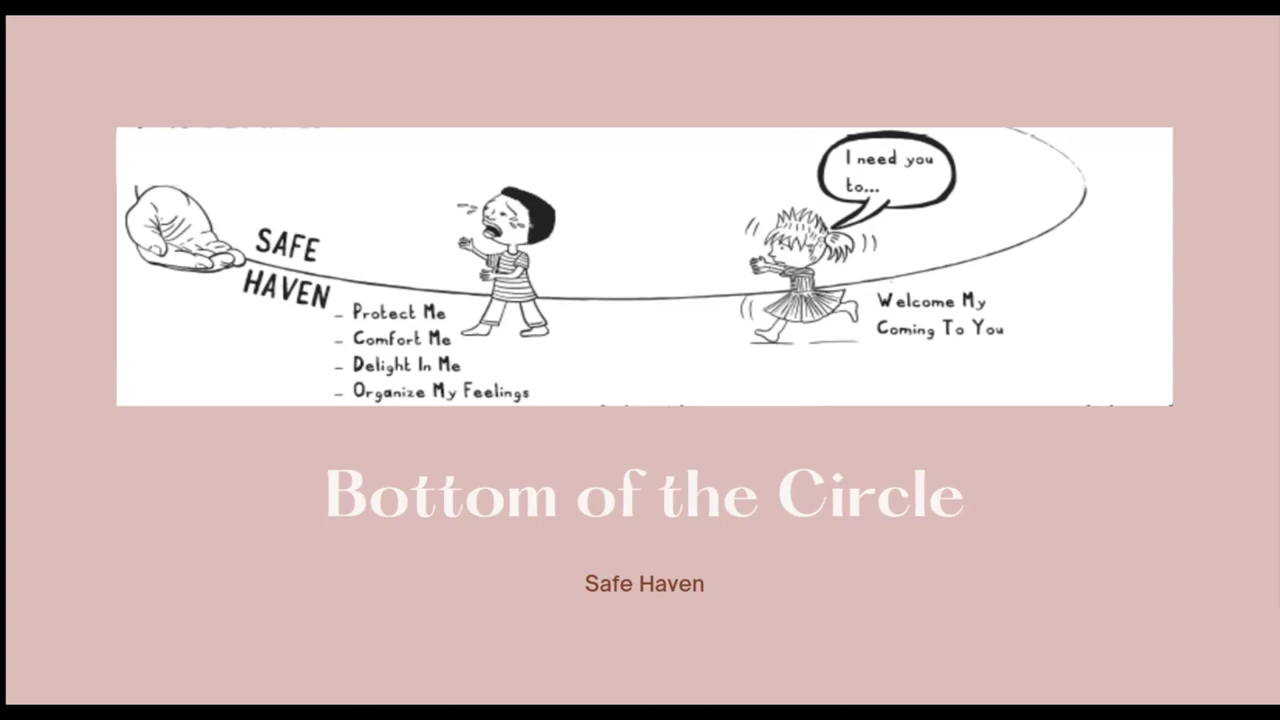 I need you
to...
SAFE
HAVEN
– Protect Me
– Comfort Me
– Delight In Me
– Organize My Feelings
Welcome My
Coming To You
Bottom of the Circle
Safe Haven